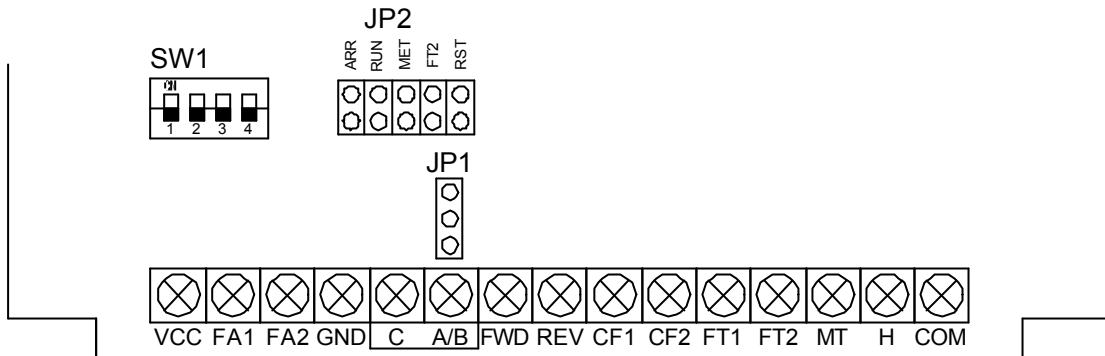 JP2
ARR RUN MET FT2 RST
SW1
ON
1 2 3 4
JP1
VCC FA1 FA2 GND C A/B FWD REV CF1 CF2 FT1 FT2 MT H COM